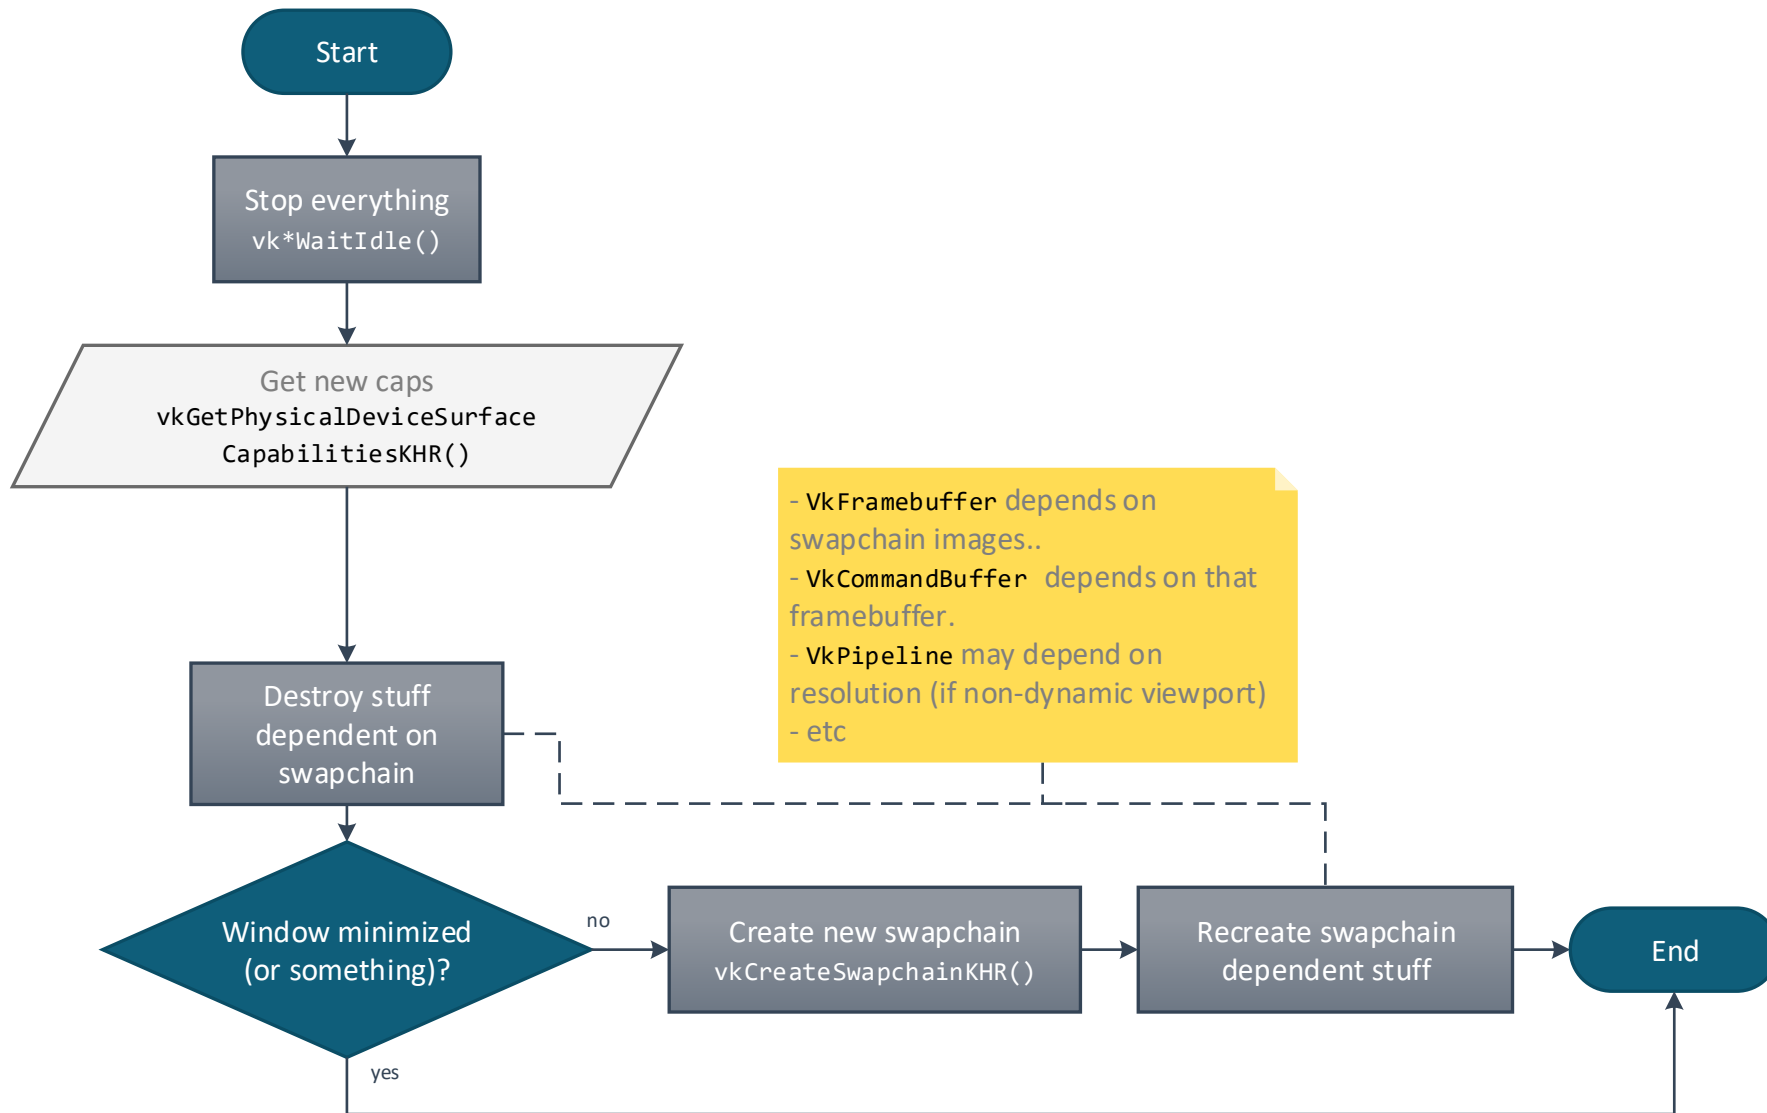 Start
Stop everything
vk*WaitIdle()
Get new caps
vkGetPhysicalDeviceSurface
CapabilitiesKHR()
- VkFramebuffer depends on
swapchain images..
- VkCommandBuffer depends on that
framebuffer.
- VkPipeline may depend on
resolution (if non-dynamic viewport)
- etc
Destroy stuff
dependent on
swapchain
Window minimized
(or something)?
no
Create new swapchain
vkCreateSwapchainKHR()
Recreate swapchain
dependent stuff
End
yes